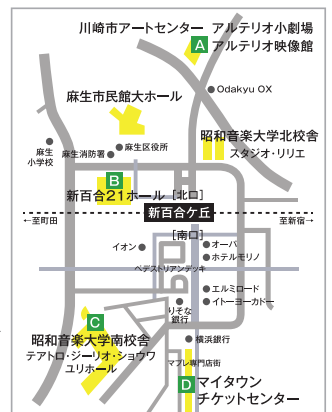 川崎市アートセンター アルテリオ小劇場
A アルテリオ映像館
Odakyu OX
麻生市民館大ホール
昭和音楽大学北校舎
スタジオ・リリエ
麻生
小学校
麻生消防署
麻生区役所
B
新百合21ホール [北口]
←至町田
新百合ケ丘
至新宿→
[南口]
イオン
オーパ
ホテルモリノ
ペデストリアンデッキ
エルミロード
イトーヨーカドー
りそな
銀行
C
昭和音楽大学南校舎
テアトロ・ジーリオ・ショウワ
ユリホール
横浜銀行
マプレ専門店街
D マイタウン
チケットセンター